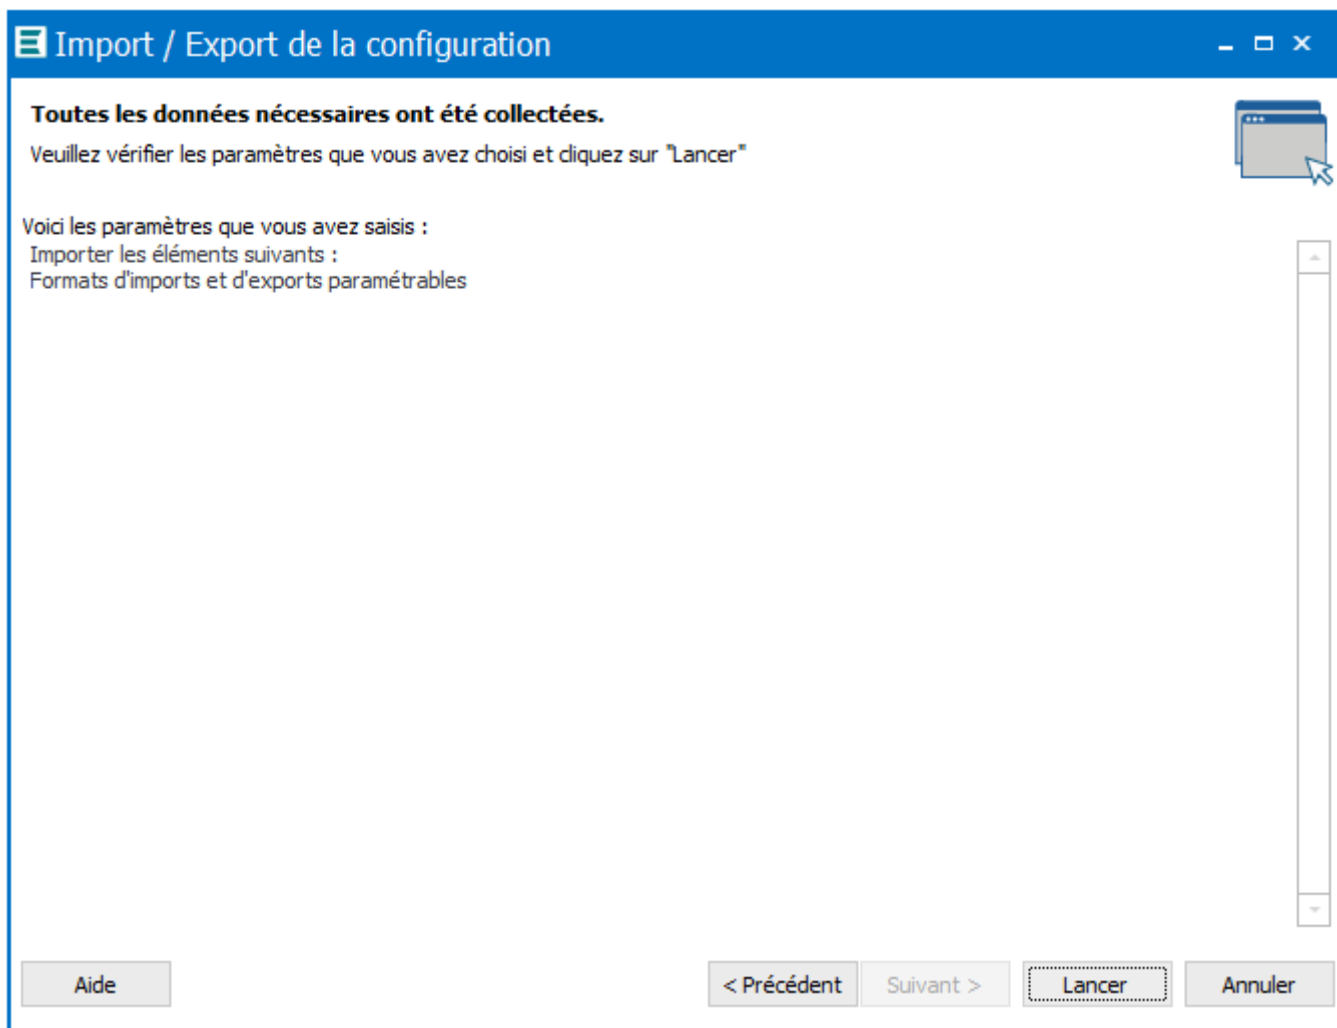 Import / Export de la configuration
Toutes les données nécessaires ont été collectées.
Veuillez vérifier les paramètres que vous avez choisi et cliquez sur "Lancer"
Voici les paramètres que vous avez saisis :
Importer les éléments suivants :
Formats d'imports et d'exports paramétrables
Aide
< Précédent
Suivant >
Lancer
Annuler